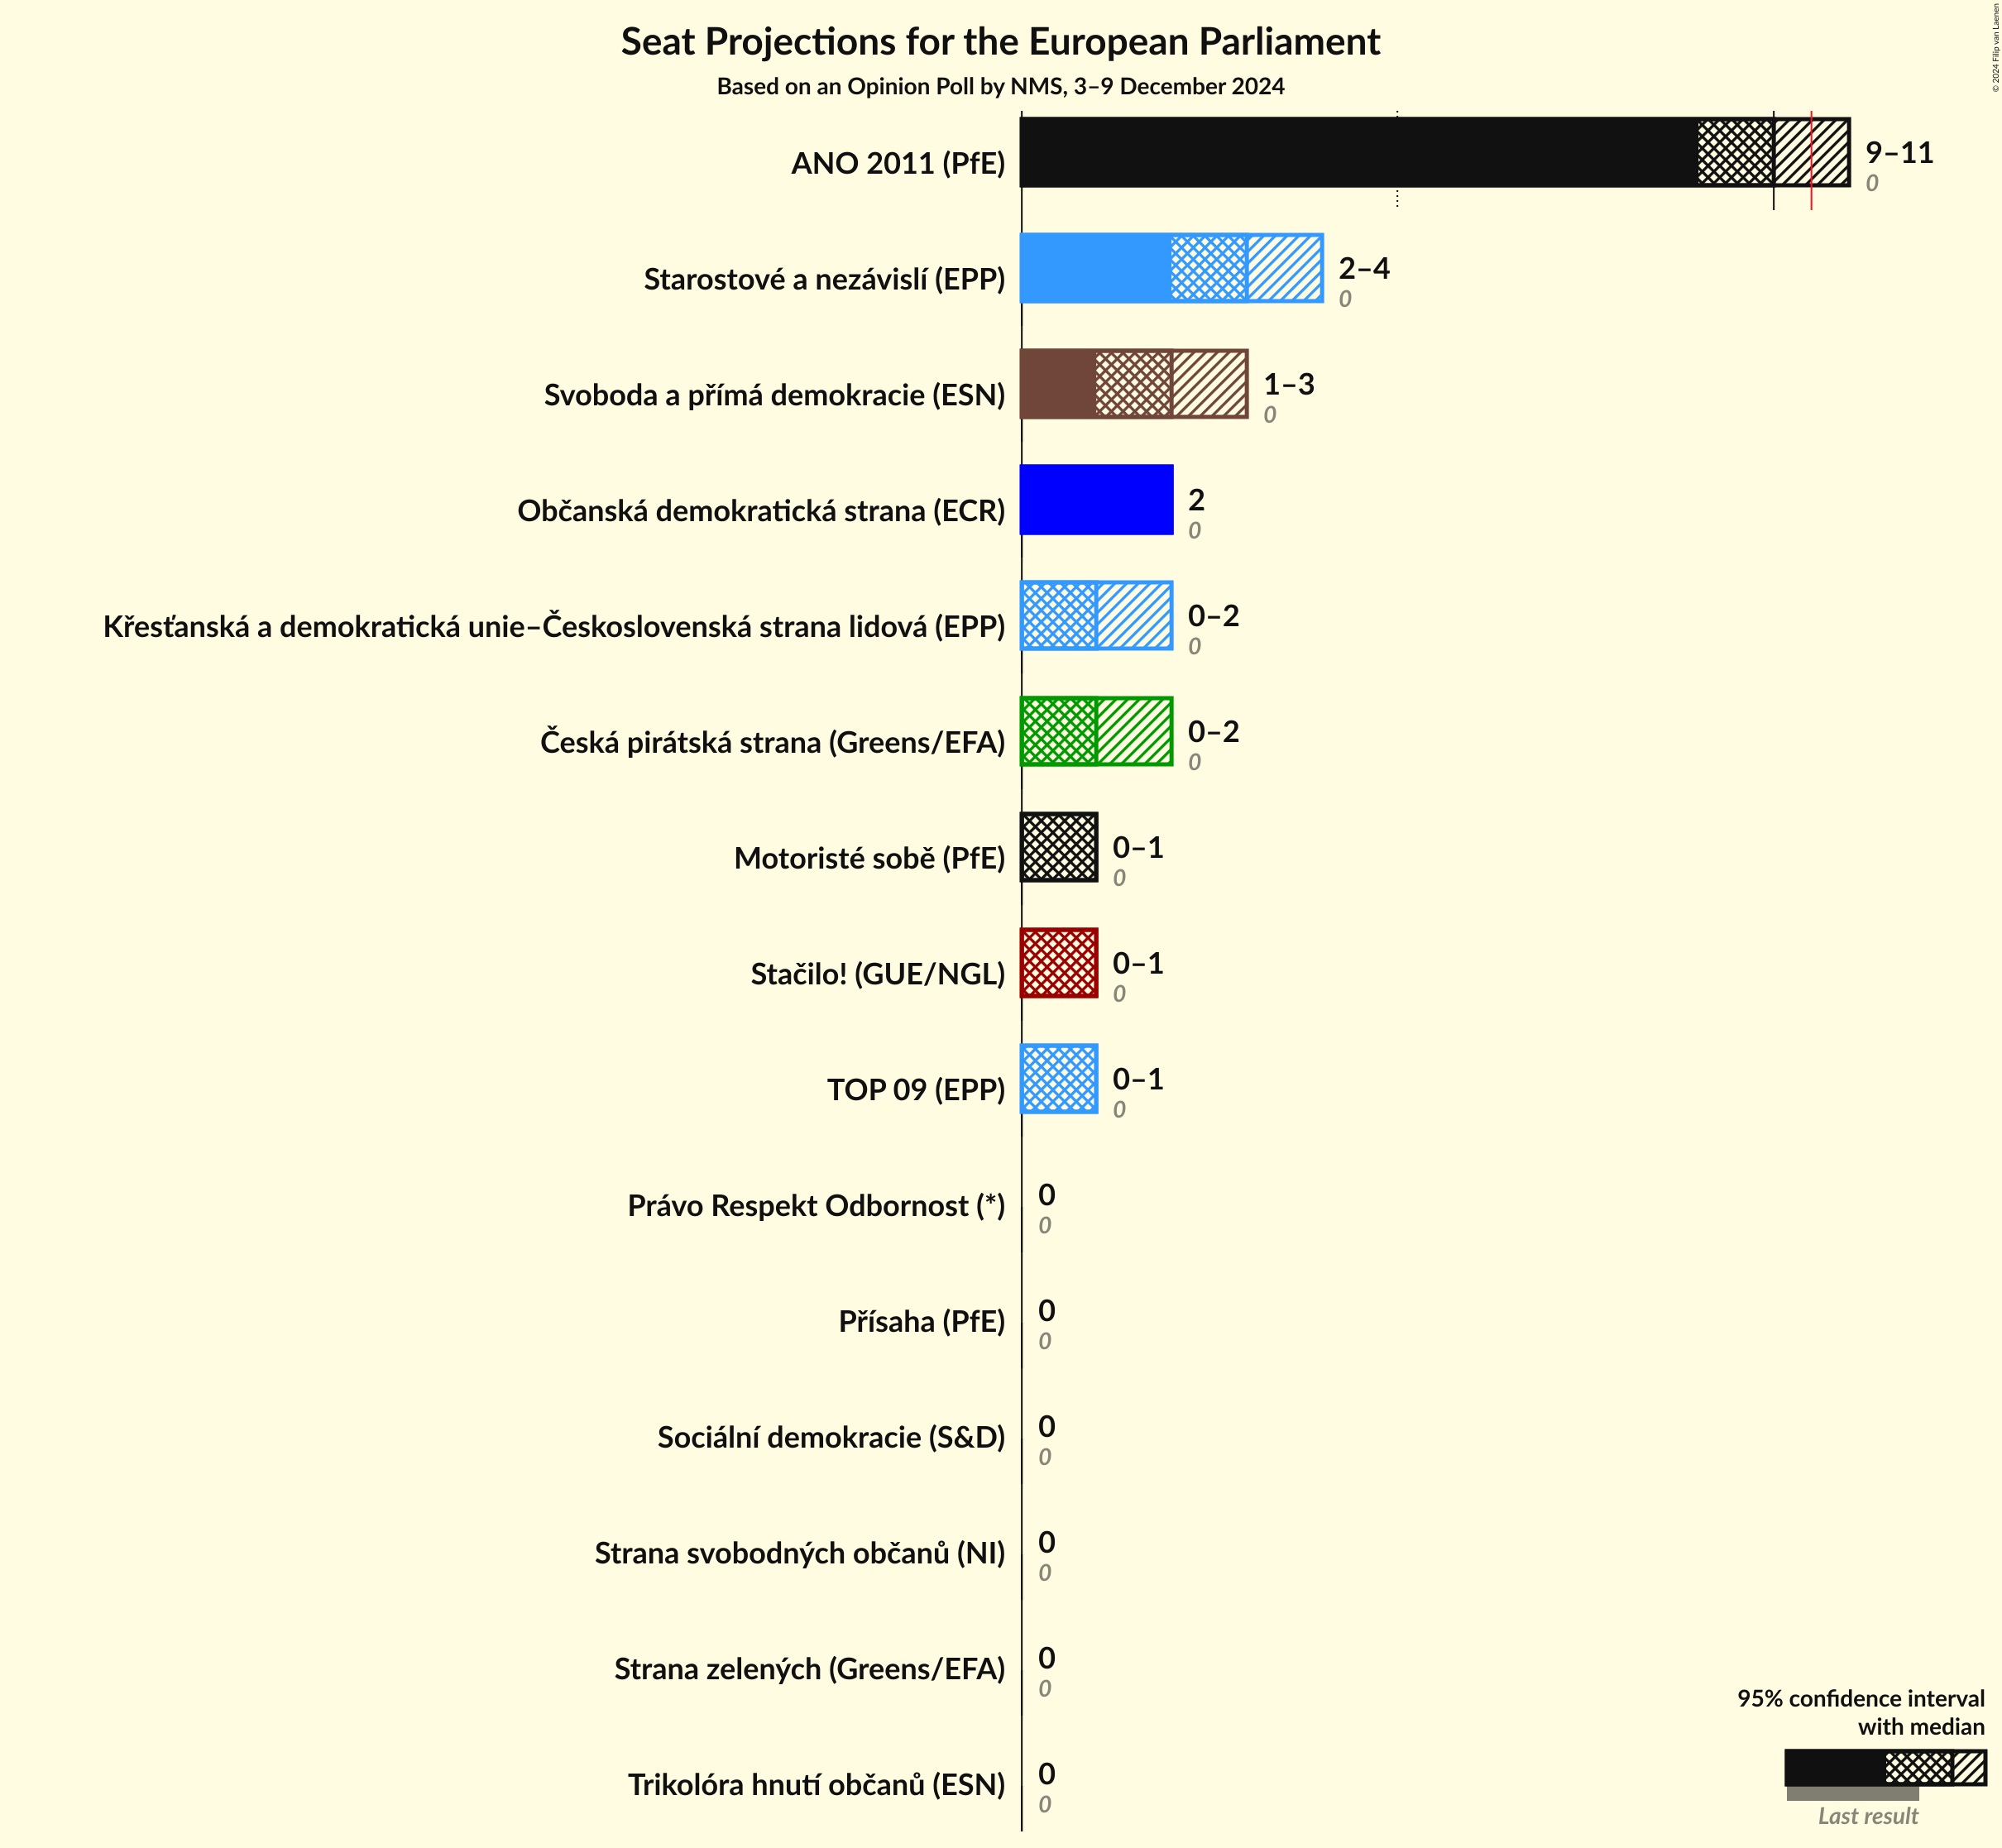 Seat Projections for the European Parliament
Based on an Opinion Poll by NMS, 3–9 December 2024
© 2024 Filip van Laenen
ANO 2011 (PfE)
9–11
0
Starostové a nezávislí (EPP)
2–4
0
Svoboda a přímá demokracie (ESN)
1–3
0
Občanská demokratická strana (ECR)
2
0
Křesťanská a demokratická unie–Československá strana lidová (EPP)
0–2
0
Česká pirátská strana (Greens/EFA)
0–2
0
Motoristé sobě (PfE)
0–1
0
Stačilo! (GUE/NGL)
0–1
0
TOP 09 (EPP)
0–1
0
Právo Respekt Odbornost (*)
0
0
Přísaha (PfE)
0
0
Sociální demokracie (S&D)
0
0
Strana svobodných občanů (NI)
0
0
Strana zelených (Greens/EFA)
0
0
Trikolóra hnutí občanů (ESN)
0
0
95% confidence interval
with median
Last result